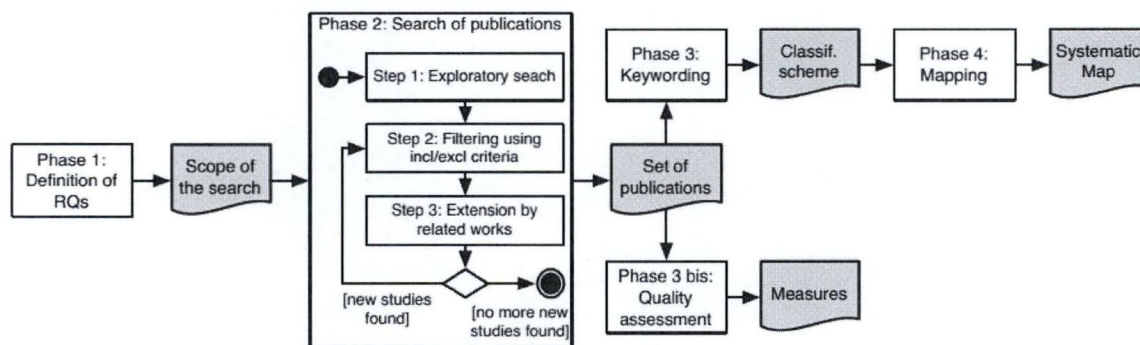 Phase 1:
Definition of
RQs
Scope of
the search
Phase 2: Search of publications
Step 1: Exploratory seach
Step 2: Filtering using
incl/excl criteria
Step 3: Extension by
related works
[new studies
found]
[no more new
studies found]
Set of
publications
Phase 3:
Keywording
Classif.
scheme
Phase 4:
Mapping
Systematic
Map
Phase 3 bis:
Quality
assessment
Measures